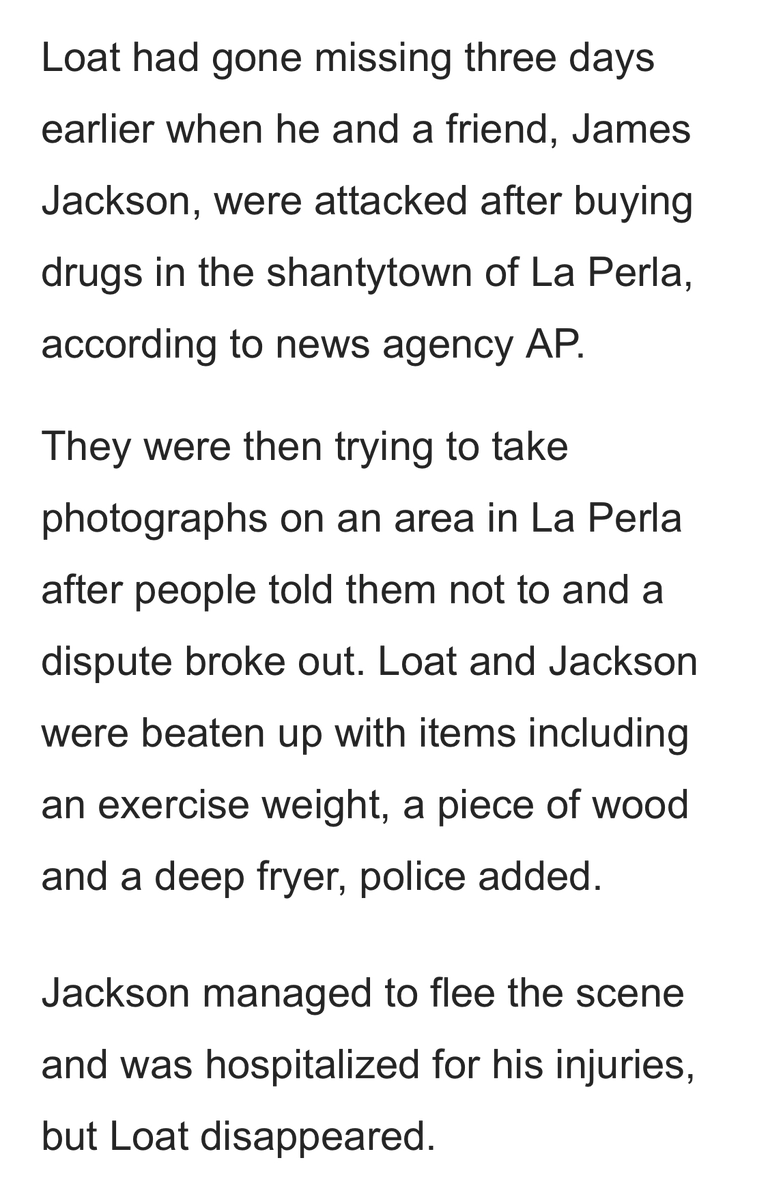 Loat had gone missing three days
earlier when he and a friend, James
Jackson, were attacked after buying
drugs in the shantytown of La Perla,
according to news agency AP.
They were then trying to take
photographs on an area in La Perla
after people told them not to and a
dispute broke out. Loat and Jackson
were beaten up with items including
an exercise weight, a piece of wood
and a deep fryer, police added.
Jackson managed to flee the scene
and was hospitalized for his injuries,
but Loat disappeared.